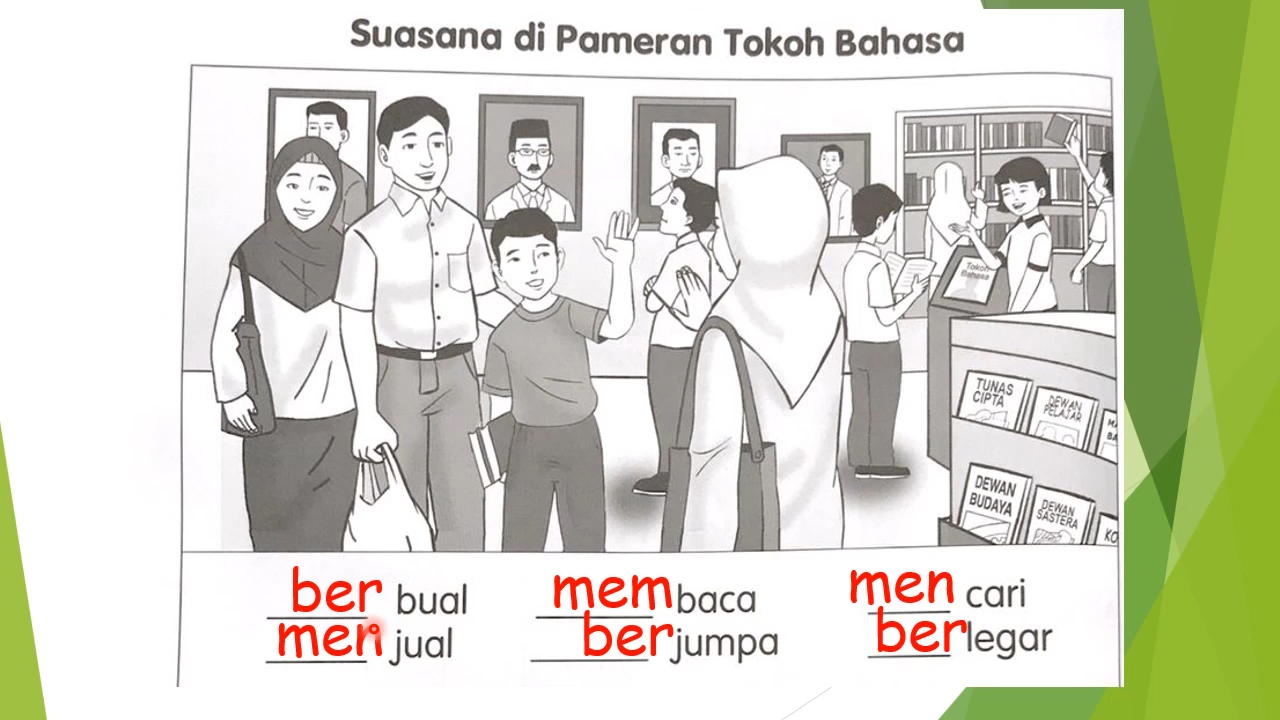 Suasana di Pameran Tokoh Bahasa
Tokoh
Bahasa
TUNAS
CIPTA
DEWAN
PELAJAR
DEWAN
BUDAYA
DEWAN
SASTERA
ber bual
mem baca
men cari
men jual
ber jumpa
ber legar